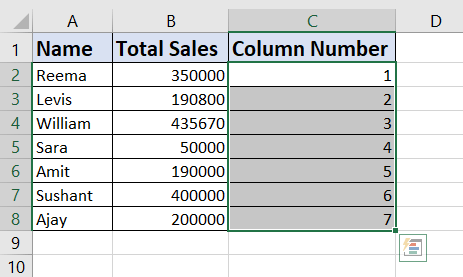 A B C D
1 Name Total Sales Column Number
2 Reema 350000 1
3 Levis 190800 2
4 William 435670 3
5 Sara 50000 4
6 Amit 190000 5
7 Sushant 400000 6
8 Ajay 200000 7
9
10